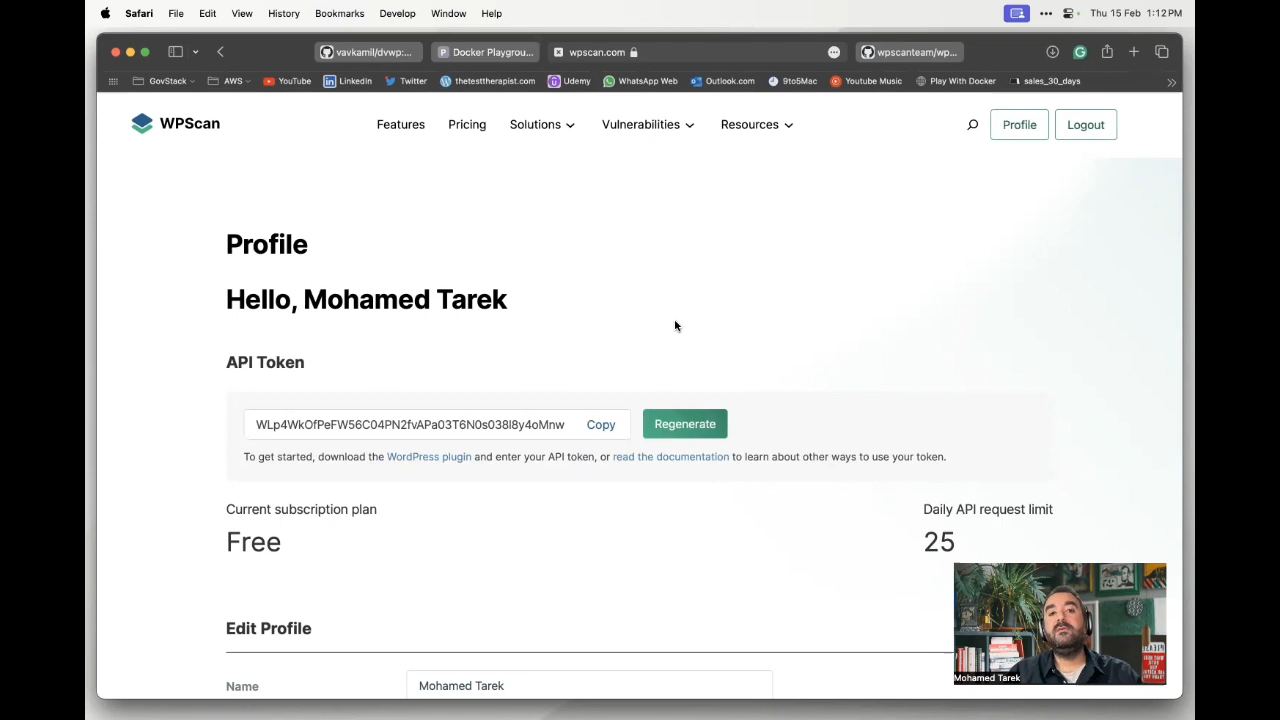 Safari File Edit View History Bookmarks Develop Window Help Thu 15 Feb 1:12 PM
vavkamil/dvwp:... Docker Playgrou... wpscan.com wpscanteam/wp...
GovStack AWS YouTube LinkedIn Twitter thetesttherapist.com Udemy WhatsApp Web Outlook.com 9to5Mac Youtube Music Play With Docker sales_30_days
WPScan Features Pricing Solutions Vulnerabilities Resources Profile Logout
Profile
Hello, Mohamed Tarek
API Token
WLp4WkOfPeFW56C04PN2fvAPa03T6N0s038l8y4oMnw Copy Regenerate
To get started, download the WordPress plugin and enter your API token, or read the documentation to learn about other ways to use your token.
Current subscription plan Daily API request limit
Free 25
Edit Profile
Name Mohamed Tarek
Mohamed Tarek